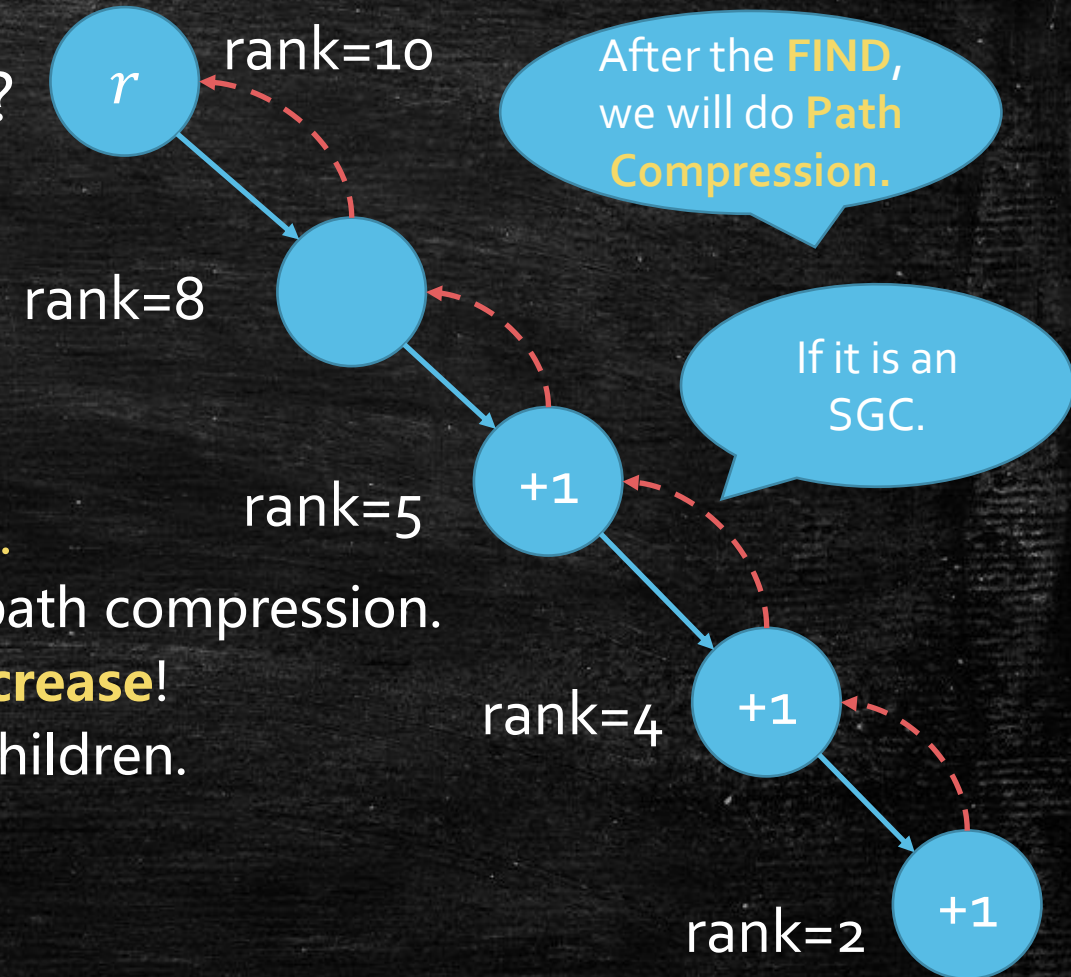 ?
r
rank=10
After the FIND,
we will do Path
Compression.
rank=8
If it is an
SGC.
+1
rank=5
.
path compression.
crease!
children.
rank=4
+1
rank=2
+1